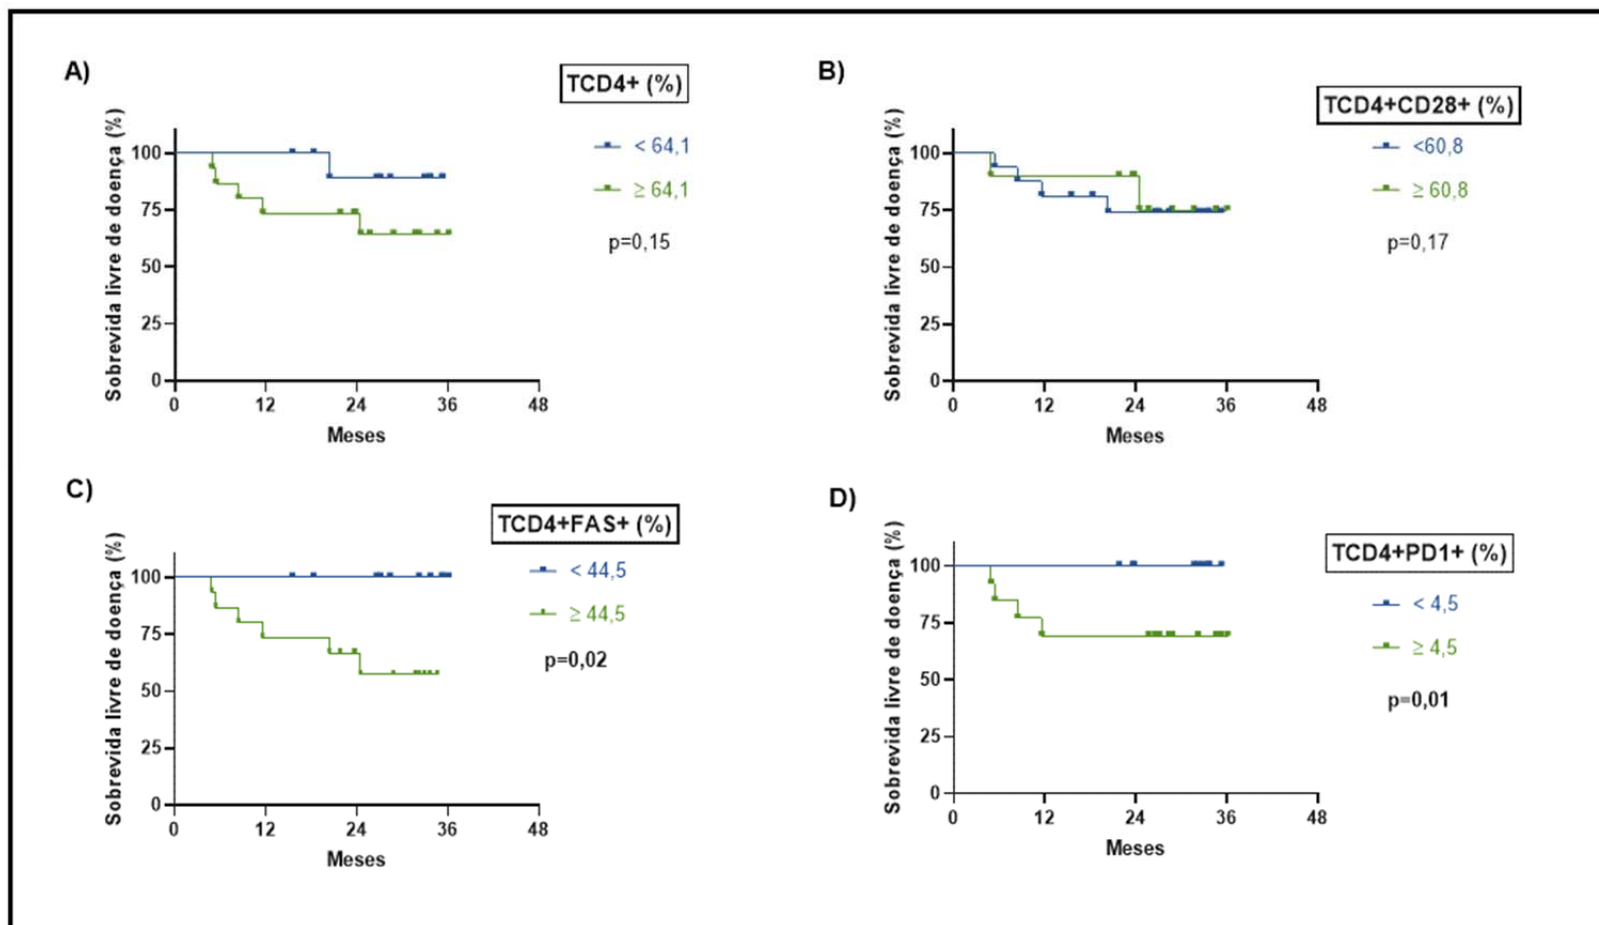 A)
TCD4+ (%)
Sobrevida livre de doença (%)
100
75
50
25
0
0 12 24 36 48
Meses
< 64,1
≥ 64,1
p=0,15
B)
TCD4+CD28+ (%)
Sobrevida livre de doença (%)
100
75
50
25
0
0 12 24 36 48
Meses
<60,8
≥ 60,8
p=0,17
C)
TCD4+FAS+ (%)
Sobrevida livre de doença (%)
100
75
50
25
0
0 12 24 36 48
Meses
< 44,5
≥ 44,5
p=0,02
D)
TCD4+PD1+ (%)
Sobrevida livre de doença (%)
100
75
50
25
0
0 12 24 36 48
Meses
< 4,5
≥ 4,5
p=0,01